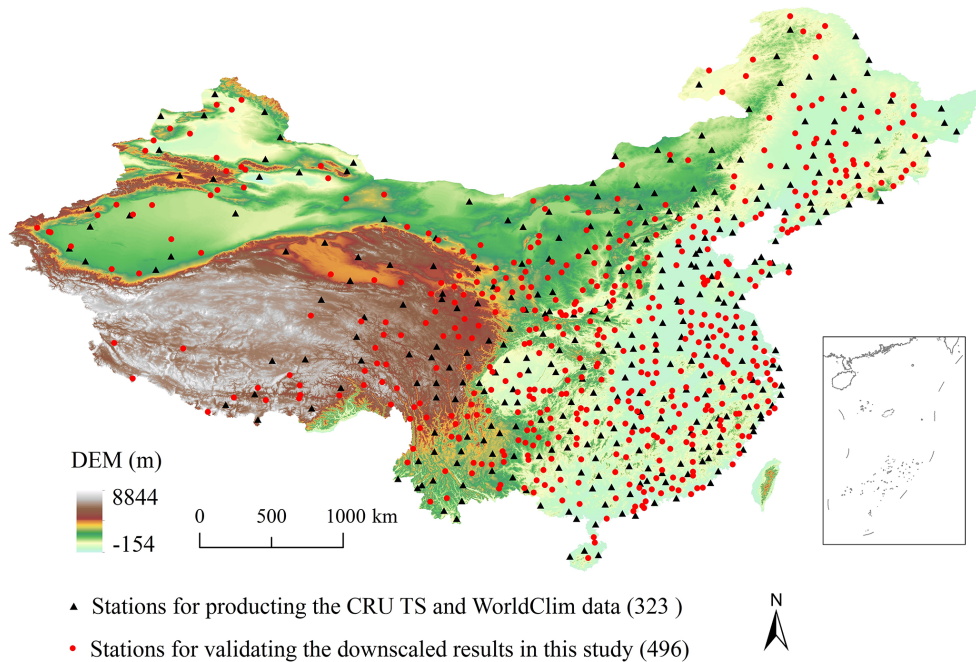 DEM (m)
8844
-154
0 500 1000 km
▲ Stations for producting the CRU TS and WorldClim data (323 )
N
● Stations for validating the downscaled results in this study (496)